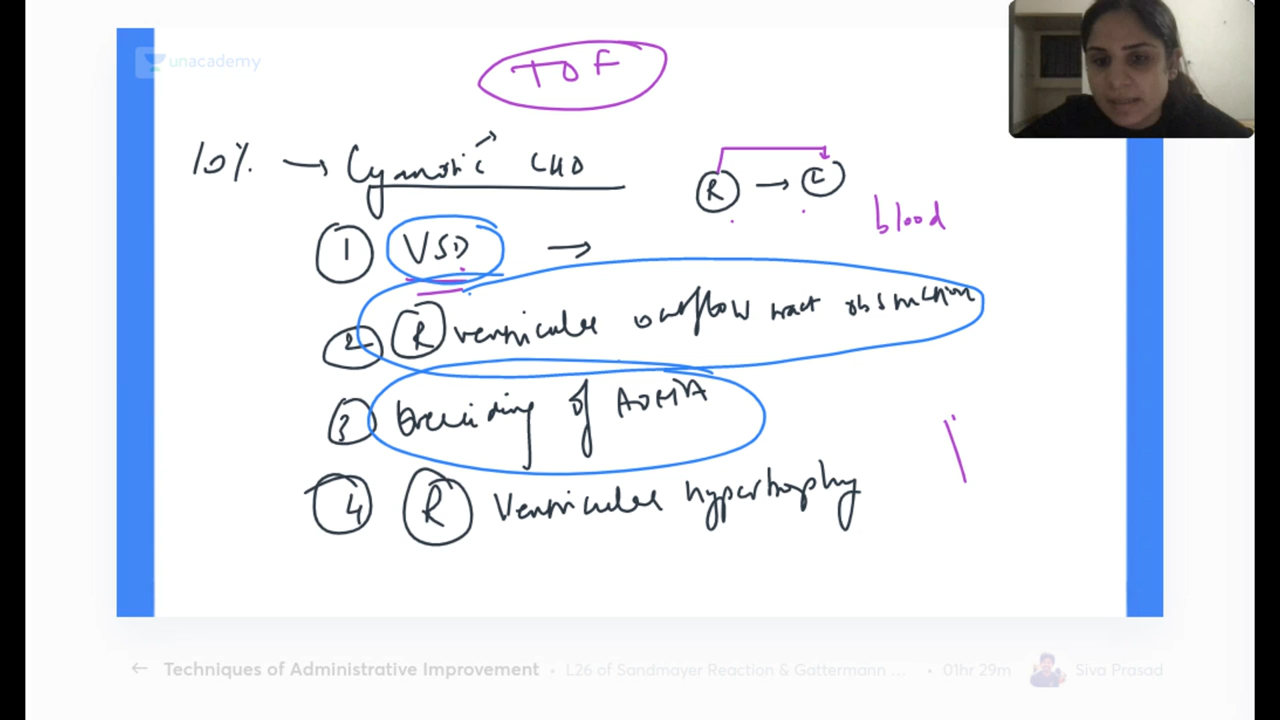 unacademy
TOF
10% → Cyanotic CHD
R → L
blood
1 VSD →
2 R ventricular outflow tract obstruction
3 of AORTA
4 R Ventricular hypertrophy
← Techniques of Administrative Improvement • L26 of Sandmayer Reaction & Gattermann ... • 01hr 29m Siva Prasad